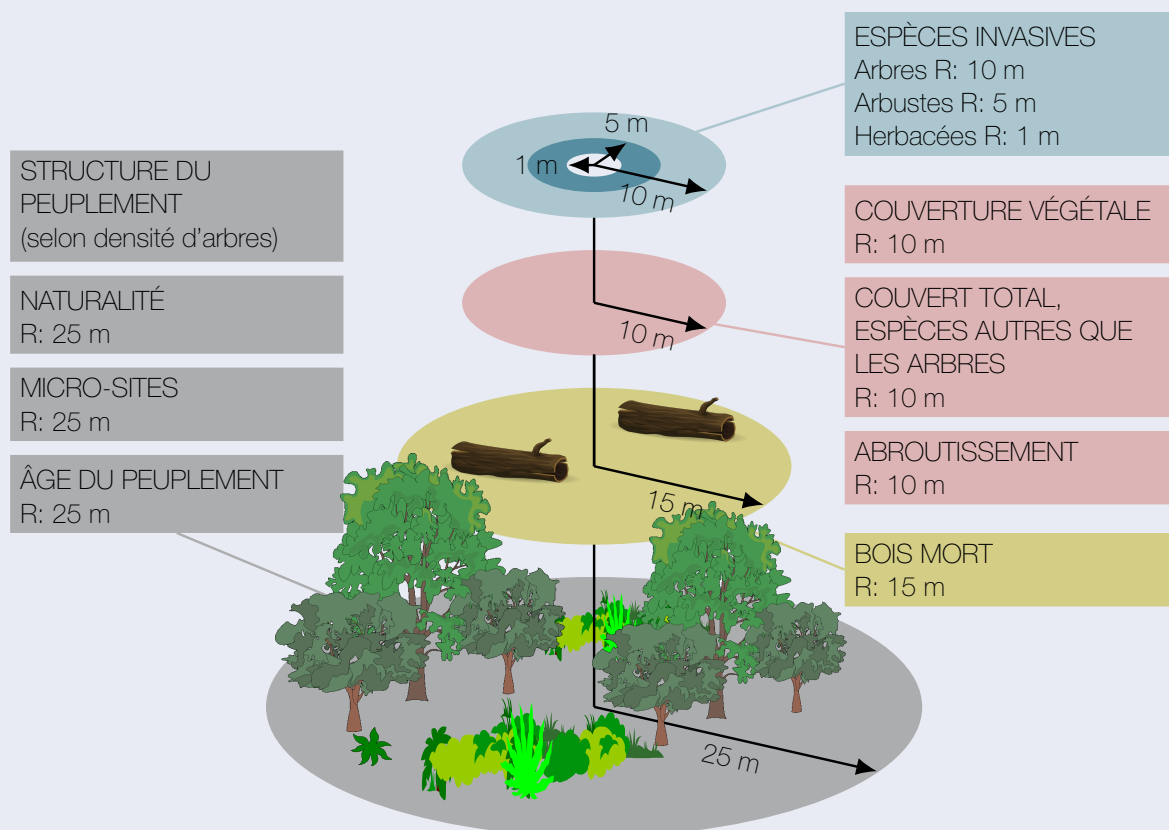 ESPÈCES INVASIVES
Arbres R: 10 m
Arbustes R: 5 m
Herbacées R: 1 m
5 m
1 m
10 m
STRUCTURE DU
PEUPLEMENT
(selon densité d'arbres)
NATURALITÉ
R: 25 m
MICRO-SITES
R: 25 m
ÂGE DU PEUPLEMENT
R: 25 m
COUVERTURE VÉGÉTALE
R: 10 m
COUVERT TOTAL,
ESPÈCES AUTRES QUE
LES ARBRES
R: 10 m
ABROUTISSEMENT
R: 10 m
10 m
BOIS MORT
R: 15 m
15 m
25 m